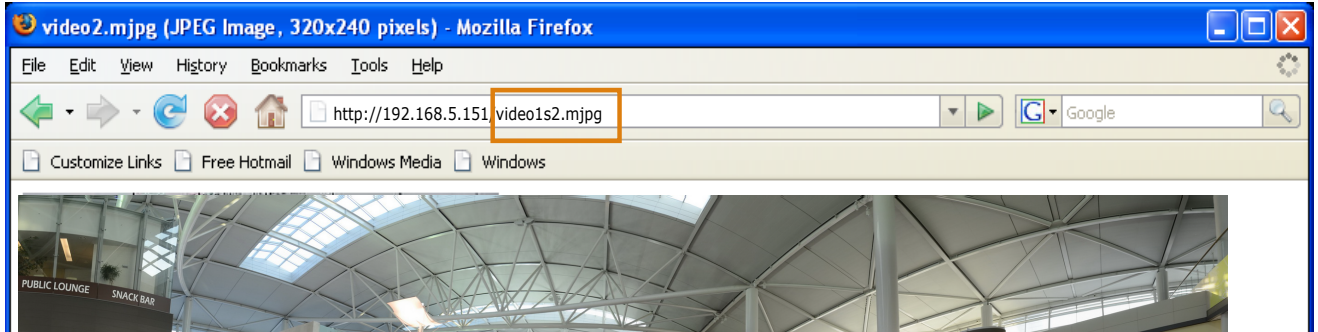 video2.mjpg (JPEG Image, 320x240 pixels) - Mozilla Firefox
File Edit View History Bookmarks Tools Help
http://192.168.5.151/video1s2.mjpg G Google
Customize Links Free Hotmail Windows Media Windows
PUBLIC LOUNGE SNACK BAR